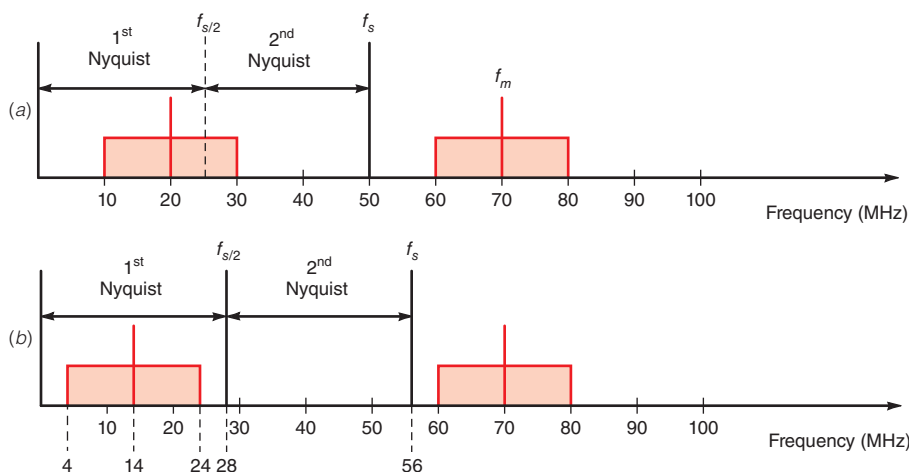 1st
Nyquist
fs/2
2nd
Nyquist
fs
fm
(a)
10 20 30 40 50 60 70 80 90 100
Frequency (MHz)
1st
Nyquist
fs/2
2nd
Nyquist
fs
(b)
10 20 30 40 50 60 70 80 90 100
Frequency (MHz)
4 14 24 28 56